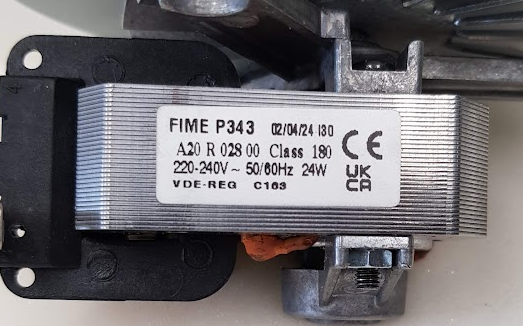 FIME P343 02/04/24 I30
A20 R 028 00 Class 180
220-240V ~ 50/60Hz 24W
VDE-REG C163
CE
UK
CA